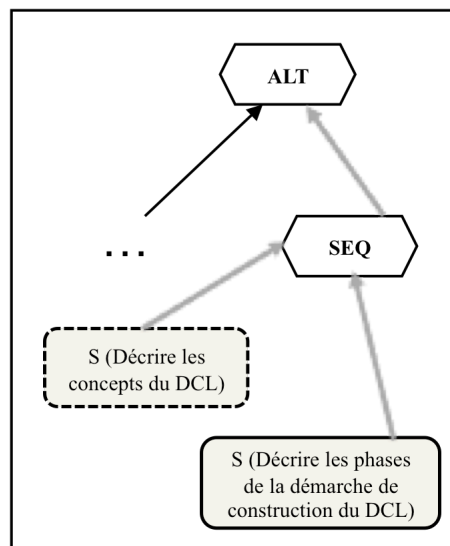 ALT
...
SEQ
S (Décrire les
concepts du DCL)
S (Décrire les phases
de la démarche de
construction du DCL)